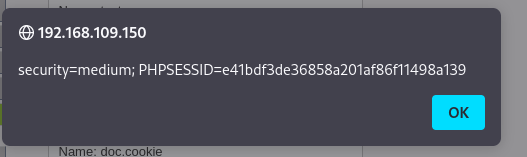 192.168.109.150
security=medium; PHPSESSID=e41bdf3de36858a201af86f11498a139
OK
Name: doc.cookie